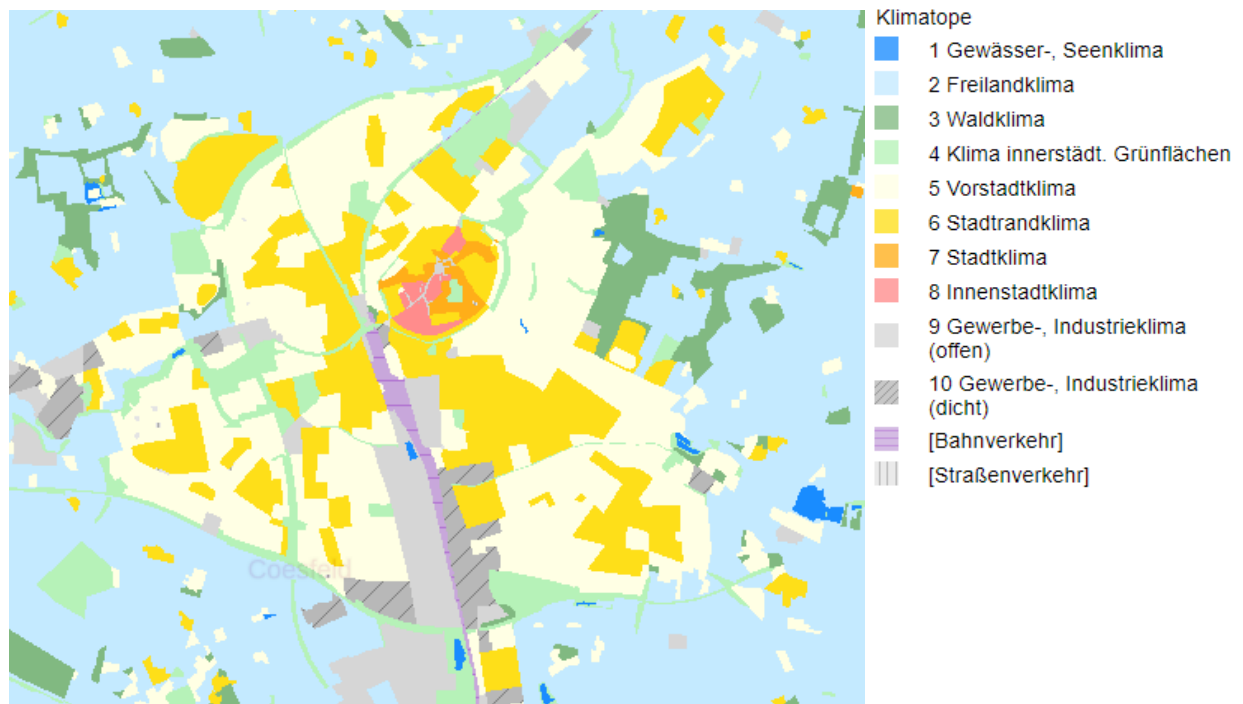 Klimatope
1 Gewässer-, Seenklima
2 Freilandklima
3 Waldklima
4 Klima innerstädt. Grünflächen
5 Vorstadtklima
6 Stadtrandklima
7 Stadtklima
8 Innenstadtklima
9 Gewerbe-, Industrieklima
(offen)
10 Gewerbe-, Industrieklima
(dicht)
[Bahnverkehr]
[Straßenverkehr]
Coesfeld